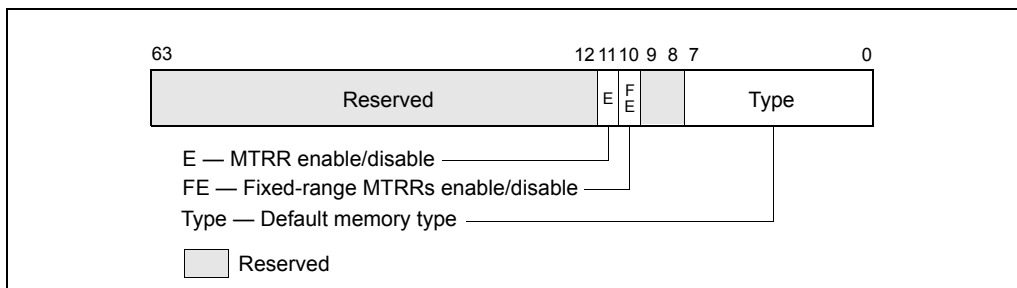 63 12 11 10 9 8 7 0
Reserved E FE Type
E — MTRR enable/disable
FE — Fixed-range MTRRs enable/disable
Type — Default memory type
Reserved